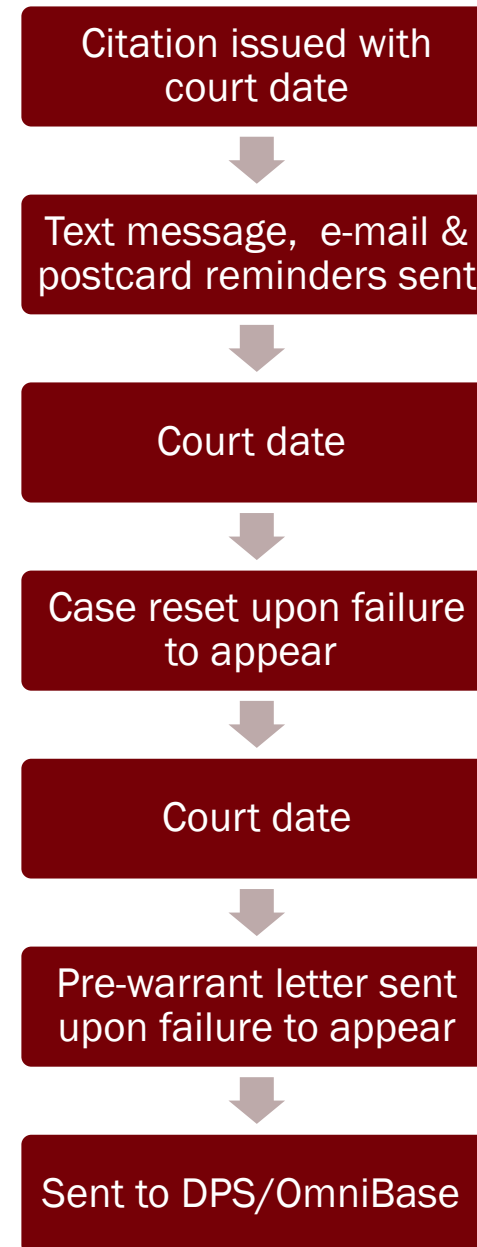 Citation issued with
court date
Text message, e-mail &
postcard reminders sent
Court date
Case reset upon failure
to appear
Court date
Pre-warrant letter sent
upon failure to appear
Sent to DPS/OmniBase